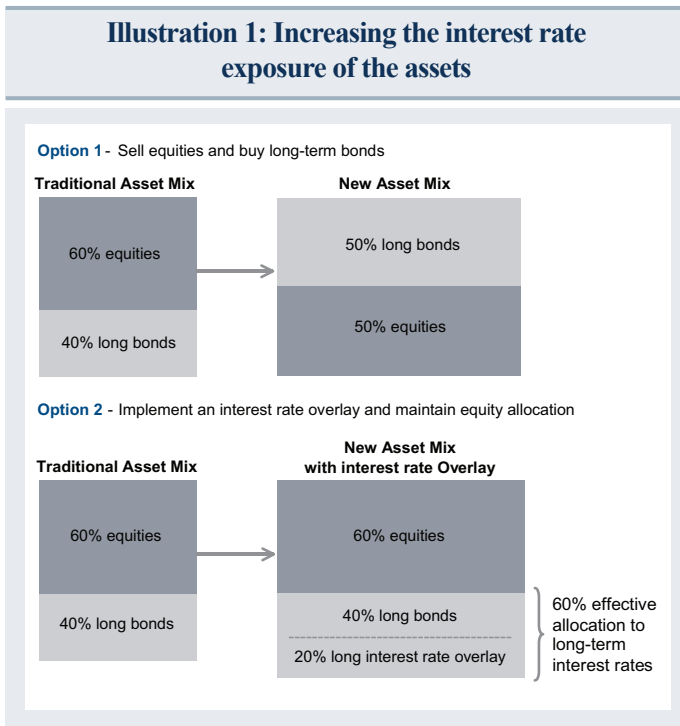 Illustration 1: Increasing the interest rate
exposure of the assets
Option 1 - Sell equities and buy long-term bonds
Traditional Asset Mix
New Asset Mix
60% equities
40% long bonds
50% long bonds
50% equities
Option 2 - Implement an interest rate overlay and maintain equity allocation
Traditional Asset Mix
New Asset Mix
with interest rate Overlay
60% equities
40% long bonds
60% equities
40% long bonds
20% long interest rate overlay
60% effective
allocation to
long-term
interest rates